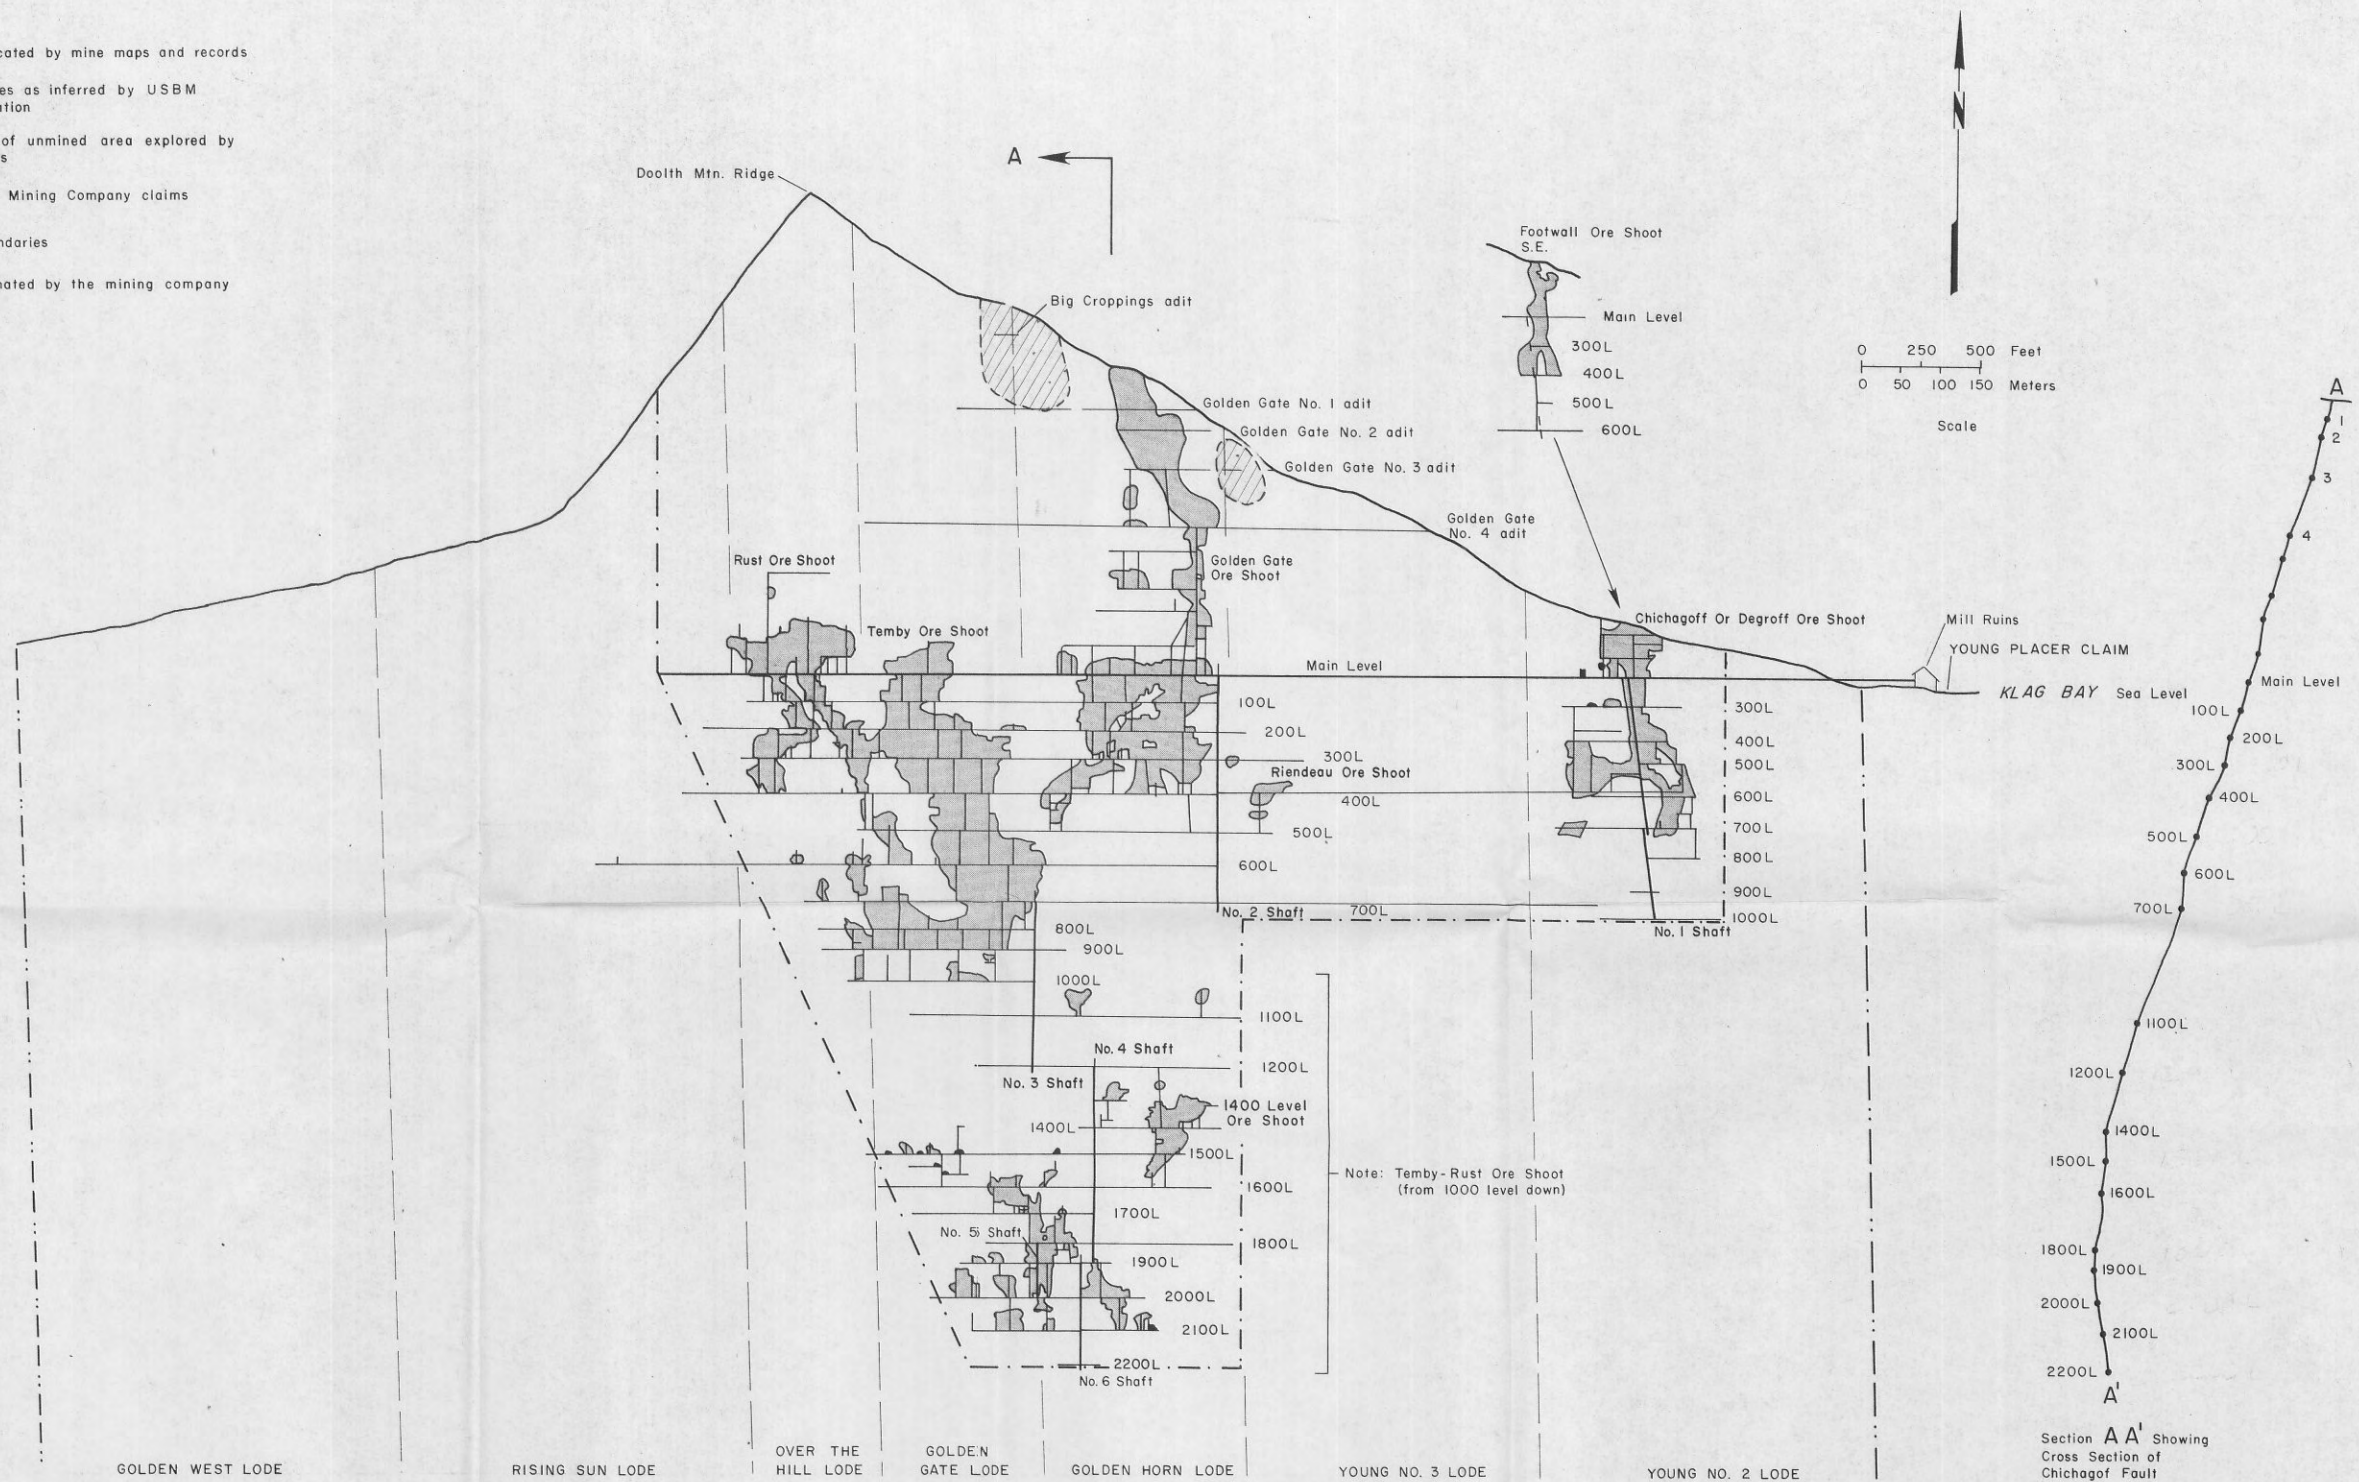 cated by mine maps and records
es as inferred by USBM
ation
of unmined area explored by
s
Mining Company claims
ndaries
nated by the mining company
A
Doolth Mtn. Ridge
Big Croppings adit
Golden Gate No. 1 adit
Golden Gate No. 2 adit
Golden Gate No. 3 adit
Golden Gate
No. 4 adit
Footwall Ore Shoot
S.E.
Main Level
300L
400L
500L
600L
N
0 250 500 Feet
0 50 100 150 Meters
Scale
Rust Ore Shoot
Temby Ore Shoot
Golden Gate
Ore Shoot
Main Level
Chichagoff Or Degroff Ore Shoot
Mill Ruins
YOUNG PLACER CLAIM
KLAG BAY Sea Level
100L
200L
300L
Riendeau Ore Shoot
400L
500L
600L
No. 2 Shaft
700L
300L
400L
500L
600L
700L
800L
900L
1000L
No. 1 Shaft
800L
900L
1000L
1100L
No. 4 Shaft
1200L
No. 3 Shaft
1400 Level
Ore Shoot
1400L
1500L
1600L
1700L
No. 5 Shaft
1800L
1900L
2000L
2100L
2200L
No. 6 Shaft
Note: Temby-Rust Ore Shoot
(from 1000 level down)
A
1
2
3
4
Main Level
100L
200L
300L
400L
500L
600L
700L
1100L
1200L
1400L
1500L
1600L
1800L
1900L
2000L
2100L
2200L
A'
Section A A' Showing
Cross Section of
Chichagof Fault
GOLDEN WEST LODE
RISING SUN LODE
OVER THE
HILL LODE
GOLDEN
GATE LODE
GOLDEN HORN LODE
YOUNG NO. 3 LODE
YOUNG NO. 2 LODE